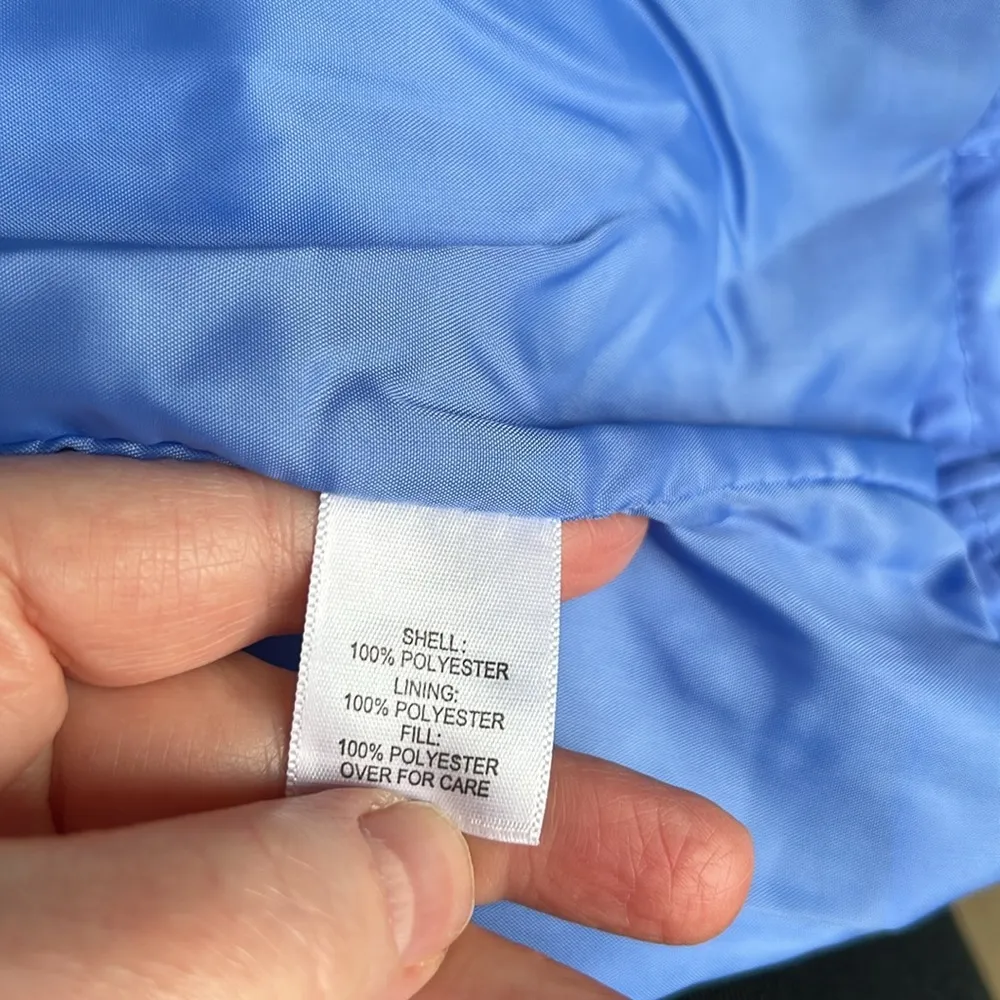 SHELL:
100% POLYESTER
LINING:
100% POLYESTER
FILL:
100% POLYESTER
OVER FOR CARE